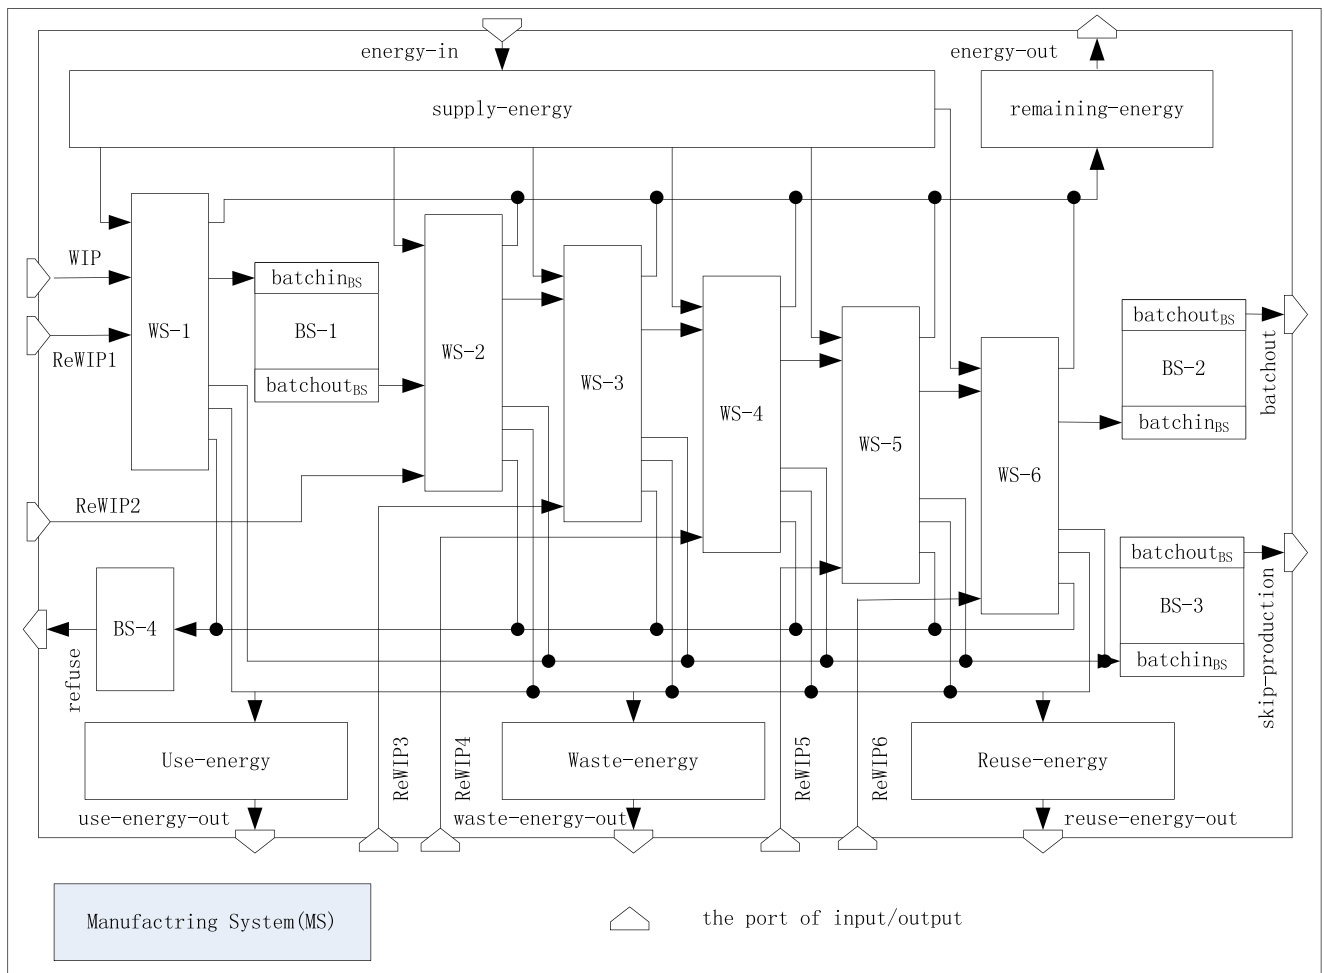 energy-in
energy-out
supply-energy
remaining-energy
WIP
ReWIP1
WS-1
batchinBS
BS-1
batchoutBS
WS-2
WS-3
WS-4
WS-5
WS-6
batchoutBS
BS-2
batchinBS
batchout
ReWIP2
BS-4
refuse
batchoutBS
BS-3
batchinBS
skip-production
Use-energy
ReWIP3
ReWIP4
Waste-energy
ReWIP5
ReWIP6
Reuse-energy
use-energy-out
waste-energy-out
reuse-energy-out
Manufactring System(MS)
the port of input/output